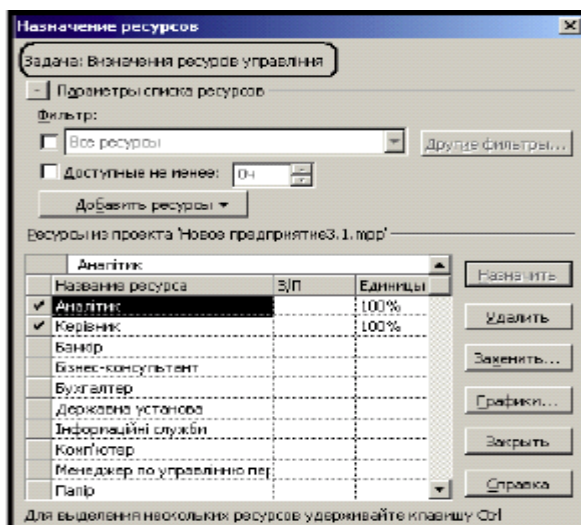 Назначение ресурсов
Задача: Визначення ресурсів управління
Параметры списка ресурсов
Фильтр:
Все ресурсы
Другие фильтры...
Доступные не менее: 0ч
Добавить ресурсы
Ресурсы из проекта 'Новое предприятие3.1.mpp'
Аналітик
Название ресурса З/П Единицы
Аналітик 100%
Керівник 100%
Банкір
Бізнес-консультант
Бухгалтер
Державна установа
Інформаційні служби
Комп'ютер
Менеджер по управлінню пер
Папір
Назначить
Удалить
Заменить...
Графики...
Закрыть
Справка
Для выделения нескольких ресурсов удерживайте клавишу Ctrl